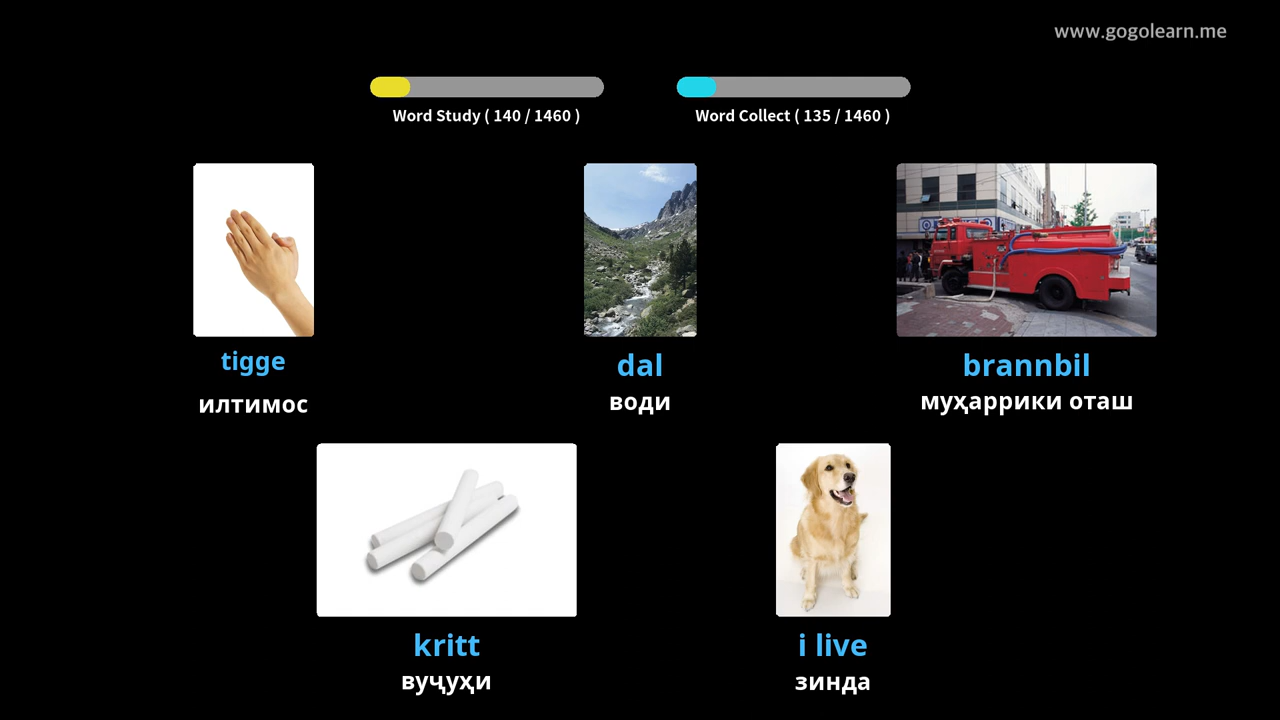 www.gogolearn.me
Word Study ( 140 / 1460 )
Word Collect ( 135 / 1460 )
tigge
dal
brannbil
илтимос
води
муҳаррики оташ
kritt
i live
вуҷуҳи
зинда